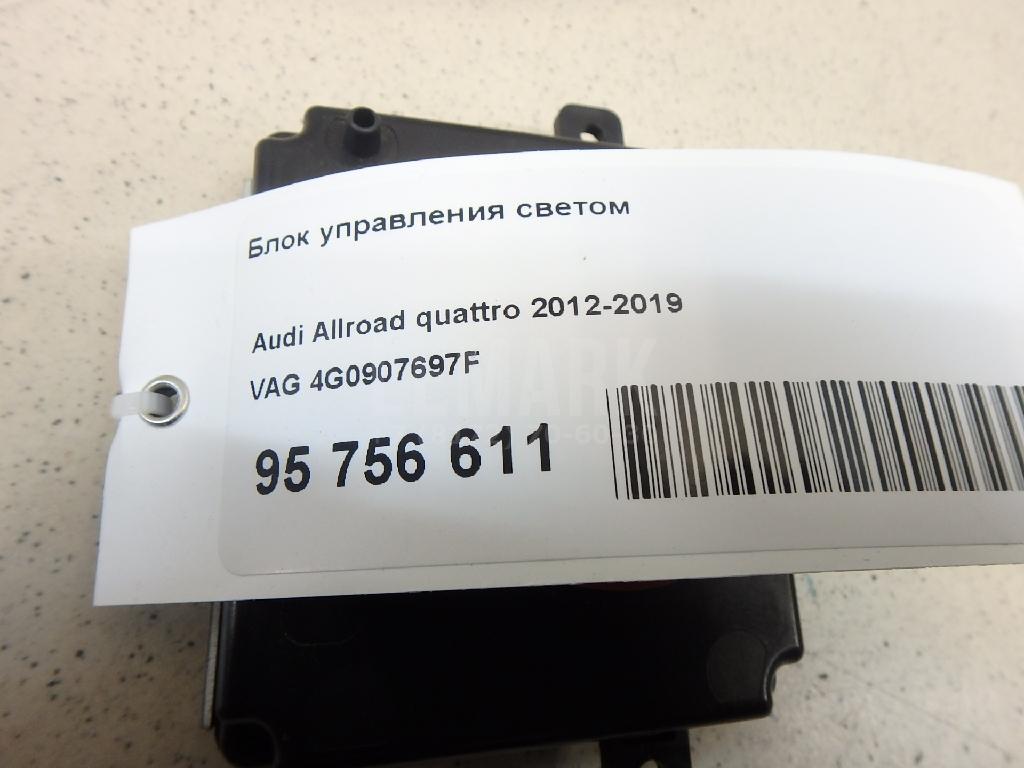 Блок управления светом
Audi Allroad quattro 2012-2019
VAG 4G0907697F
95 756 611